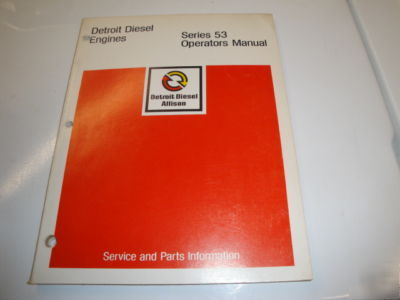 Detroit Diesel
Engines
Series 53
Operators Manual
Detroit Diesel
Allison
Service and Parts Information